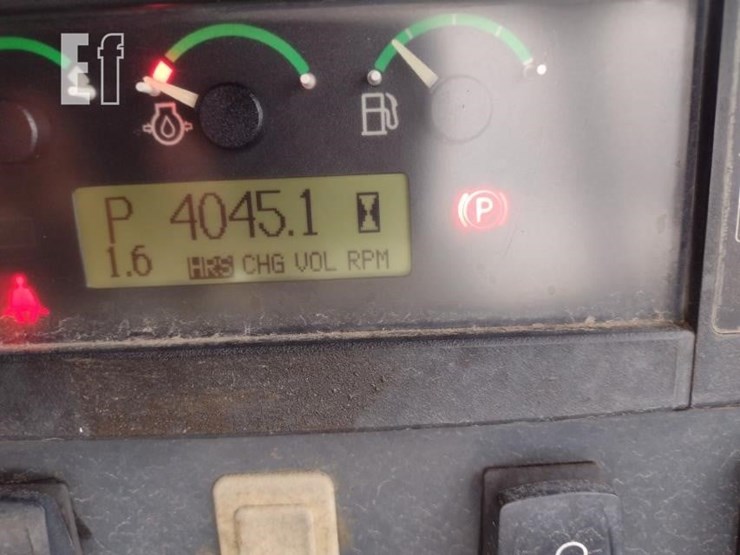 Ef
P 4045.1
1.6 HRS CHG VOL RPM
P